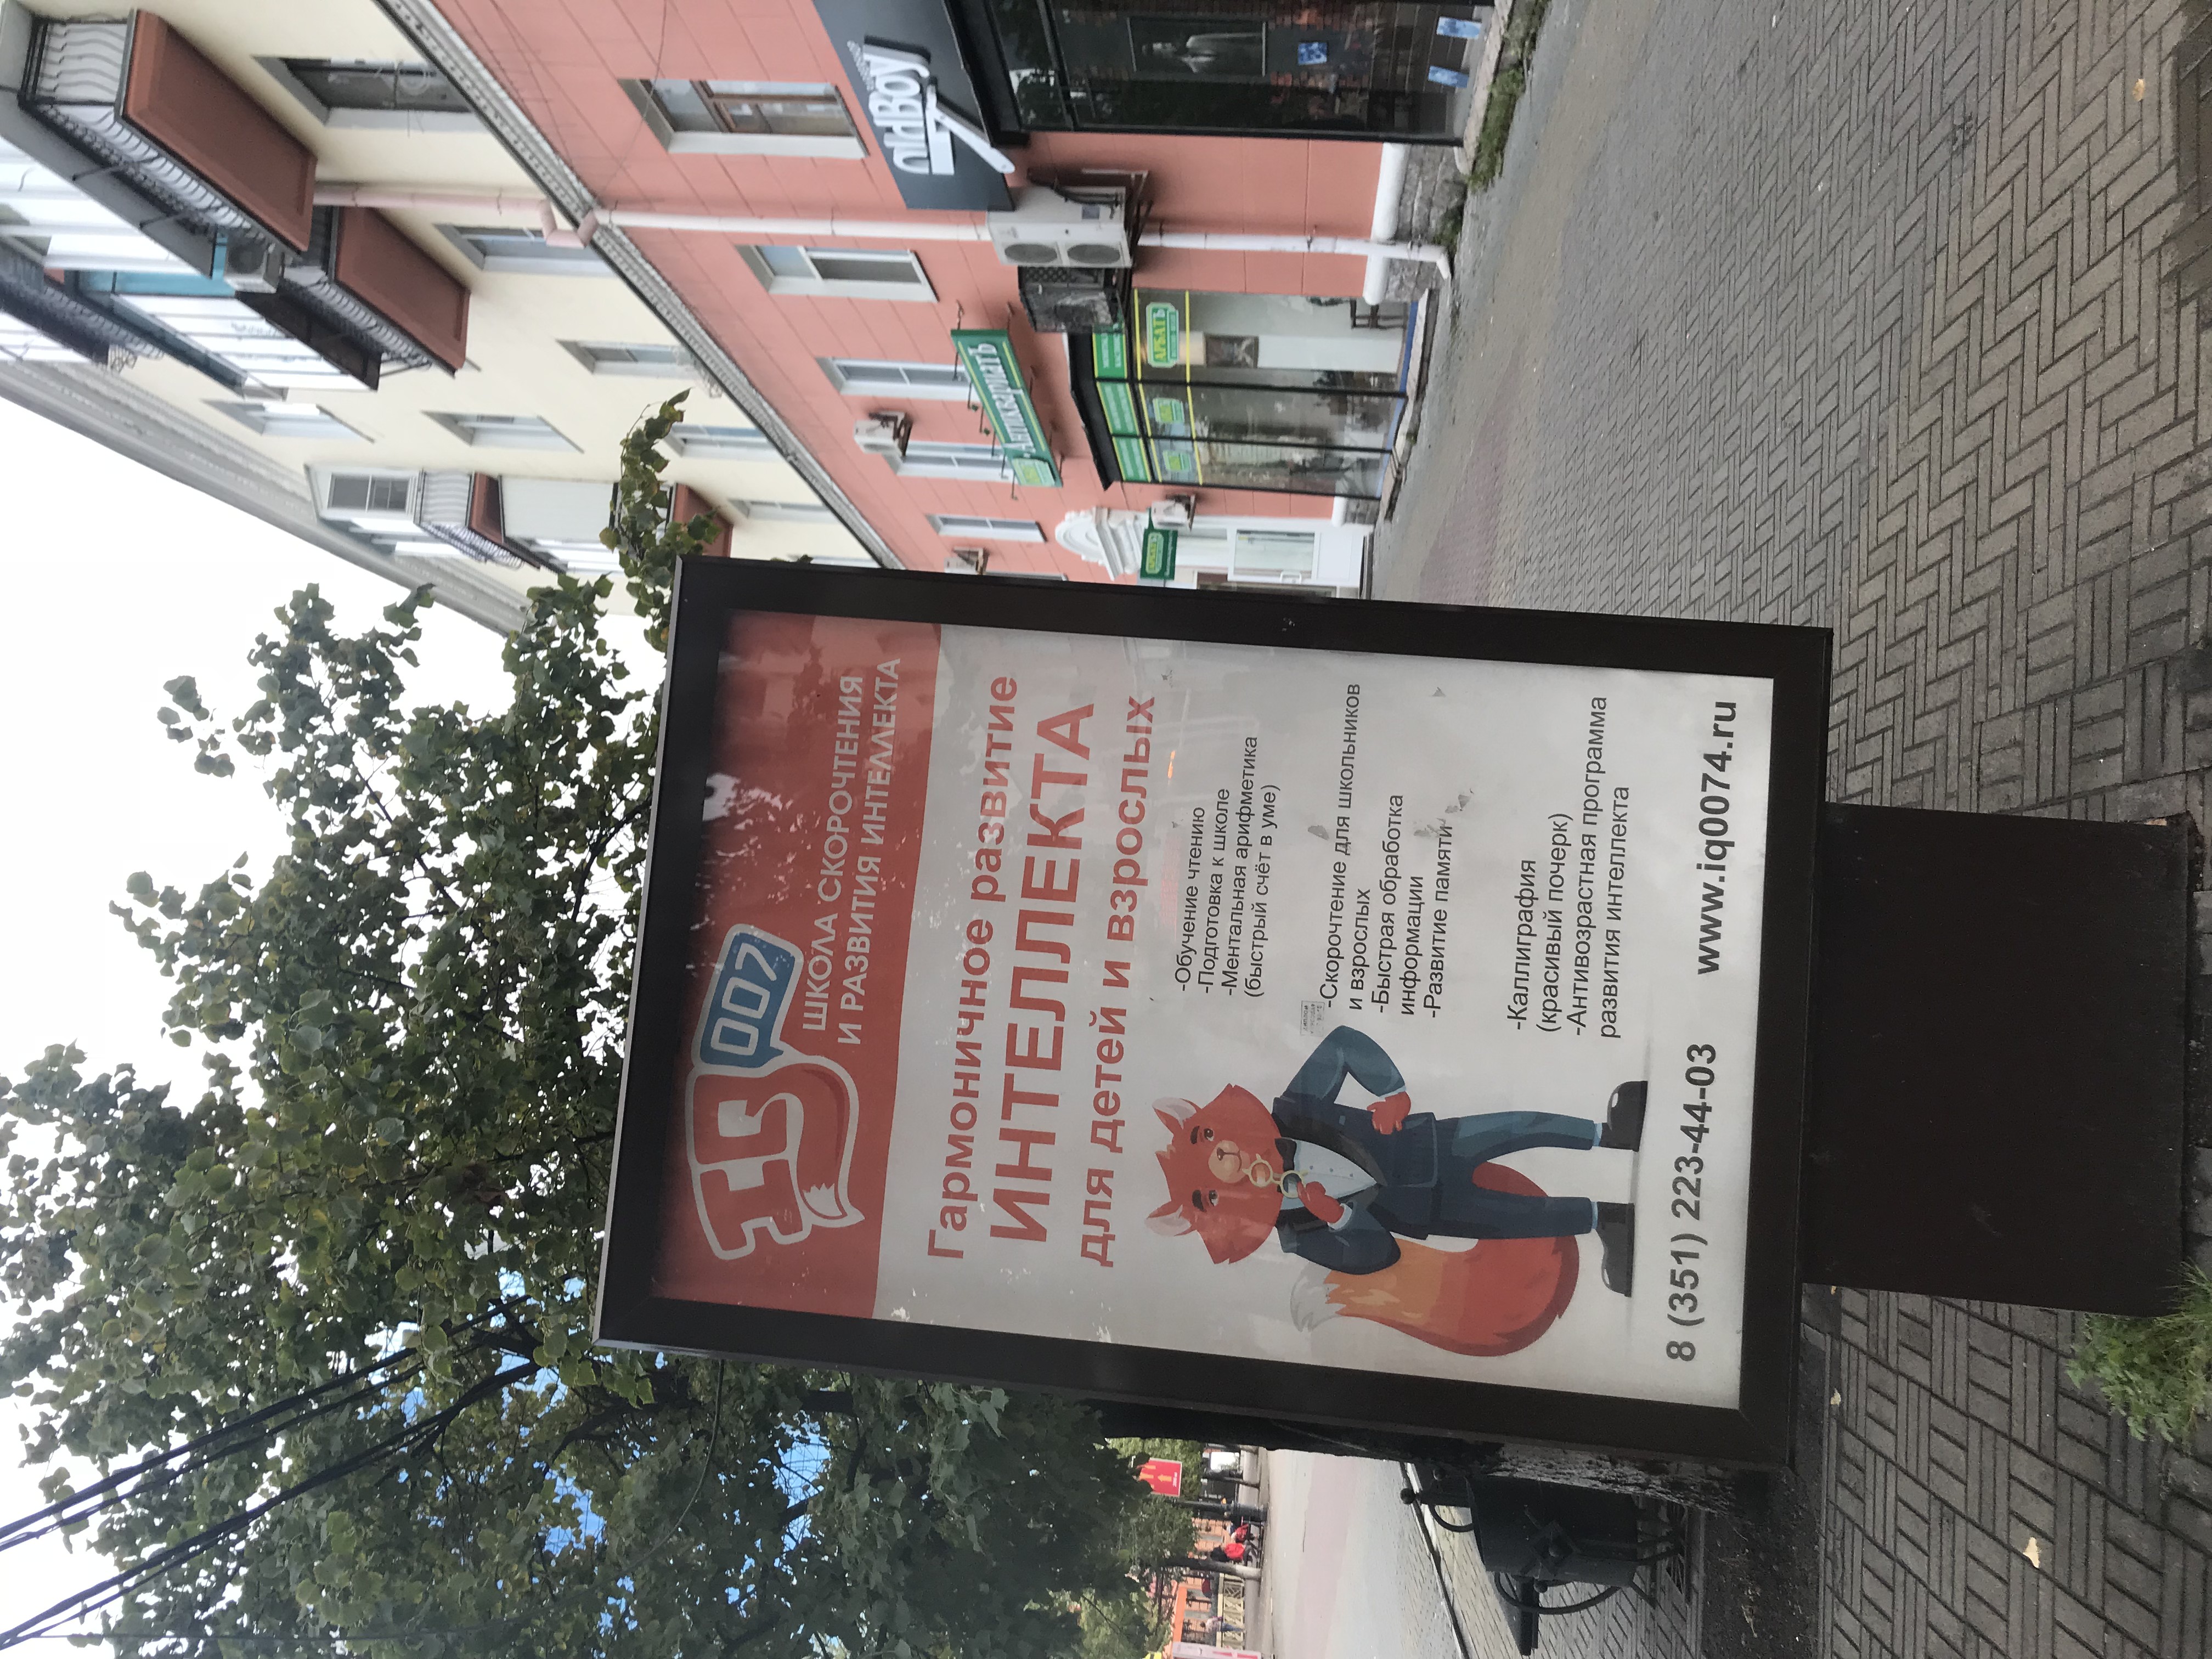 IQ 007
ШКОЛА СКОРОЧТЕНИЯ
И РАЗВИТИЯ ИНТЕЛЛЕКТА
Гармоничное развитие
ИНТЕЛЛЕКТА
для детей и взрослых
-Обучение чтению
-Подготовка к школе
-Ментальная арифметика
(быстрый счёт в уме)
-Скорочтение для школьников
и взрослых
-Быстрая обработка
информации
-Развитие памяти
-Каллиграфия
(красивый почерк)
-Антивозрастная программа
развития интеллекта
8 (351) 223-44-03
www.iq0074.ru
OldBoy
АнтиквариатЪ
АРБАТЪ
АРБАТЪ